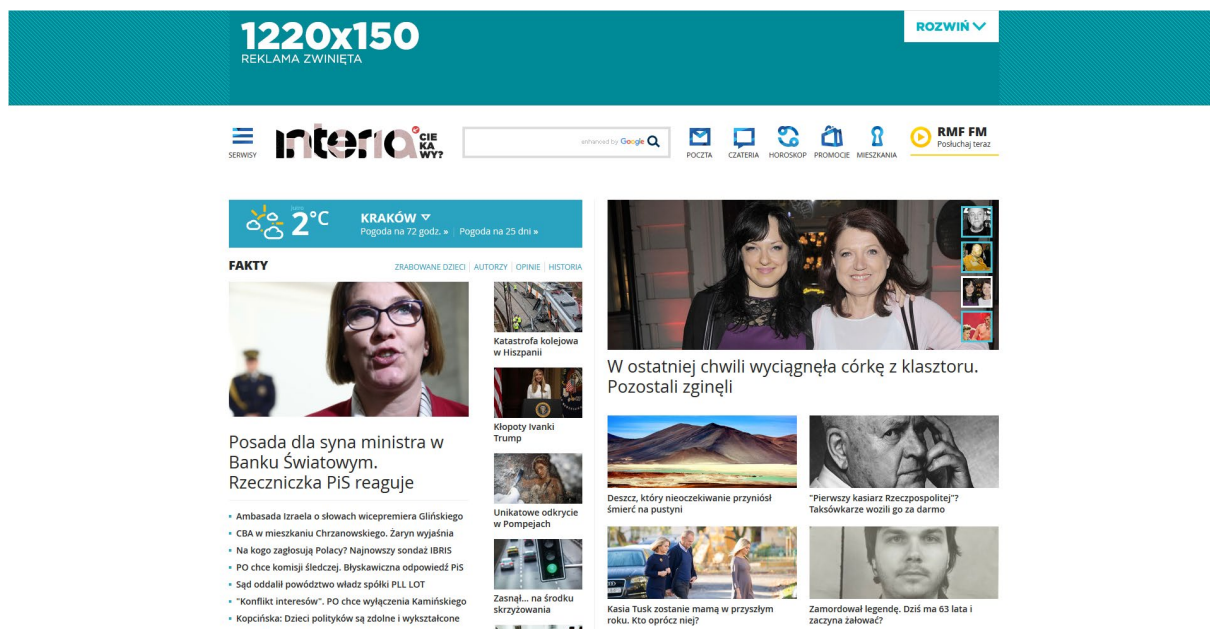 1220x150
REKLAMA ZWINIĘTA
ROZWIŃ
SERWISY
interia
CIE
KA
WY?
enhanced by Google
POCZTA
CZATERIA
HOROSKOP
PROMOCJE
MIESZKANIA
RMF FM
Posłuchaj teraz
2°C
KRAKÓW
Pogoda na 72 godz. » | Pogoda na 25 dni »
FAKTY
ZRABOWANE DZIECI | AUTORZY | OPINIE | HISTORIA
Posada dla syna ministra w
Banku Światowym.
Rzeczniczka PiS reaguje
Ambasada Izraela o słowach wicepremiera Glińskiego
CBA w mieszkaniu Chrzanowskiego. Żaryn wyjaśnia
Na kogo zagłosują Polacy? Najnowszy sondaż IBRIS
PO chce komisji śledczej. Błyskawiczna odpowiedź PiS
Sąd oddalił powództwo władz spółki PLL LOT
"Konflikt interesów". PO chce wyłączenia Kamińskiego
Kopcińska: Dzieci polityków są zdolne i wykształcone
Katastrofa kolejowa
w Hiszpanii
Kłopoty Ivanki
Trump
Unikatowe odkrycie
w Pompejach
Zasnął... na środku
skrzyżowania
W ostatniej chwili wyciągnęła córkę z klasztoru.
Pozostali zginęli
Deszcz, który nieoczekiwanie przyniósł
śmierć na pustyni
"Pierwszy kasiarz Rzeczpospolitej"?
Taksówkarze wozili go za darmo
Kasia Tusk zostanie mamą w przyszłym
roku. Kto oprócz niej?
Zamordował legendę. Dziś ma 63 lata i
zaczyna żałować?